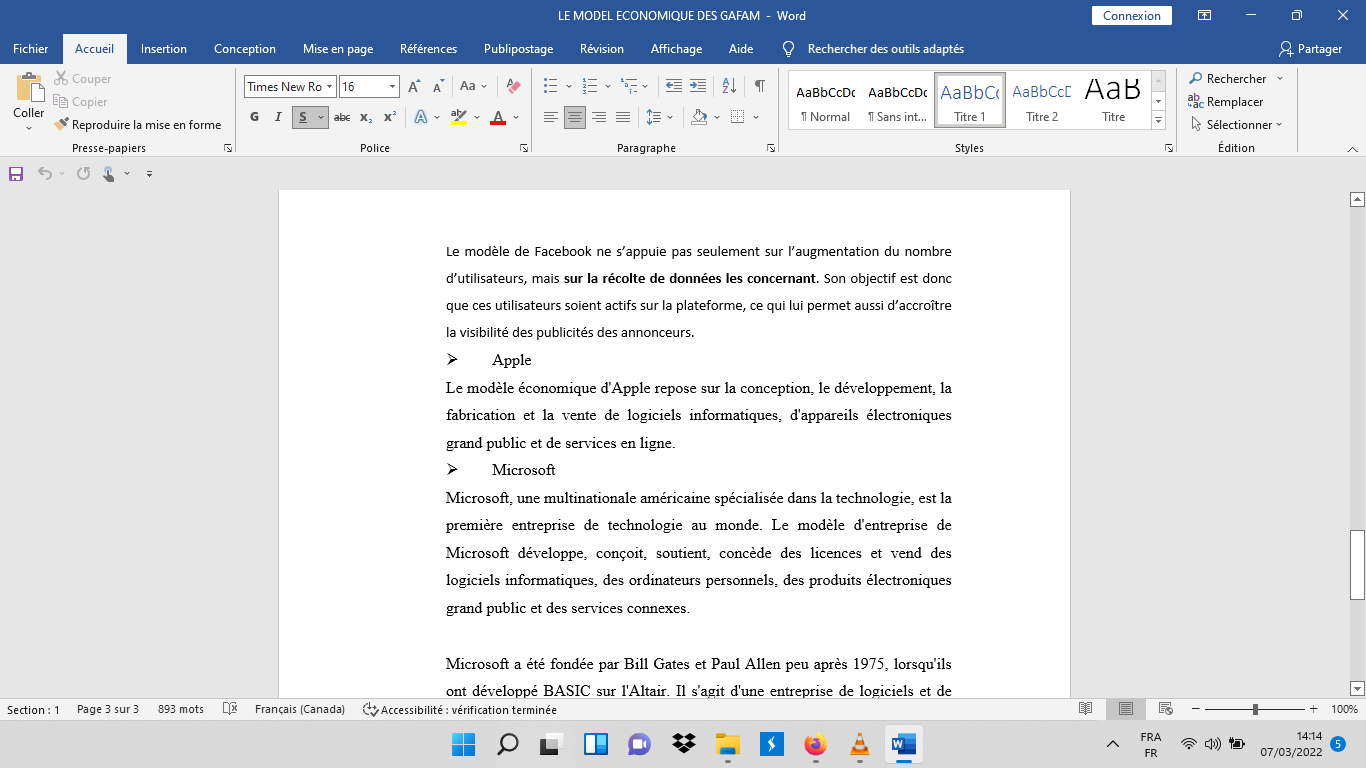 LE MODEL ECONOMIQUE DES GAFAM - Word
Connexion
Fichier Accueil Insertion Conception Mise en page Références Publipostage Révision Affichage Aide Rechercher des outils adaptés Partager
Coller
Couper
Copier
Reproduire la mise en forme
Presse-papiers
Times New Ro 16
G I S abc x₂ x²
Police
Paragraphe
AaBbCcDc AaBbCcDc AaBbCc AaBbCcD AaB
¶ Normal ¶ Sans int... Titre 1 Titre 2 Titre
Styles
Rechercher
Remplacer
Sélectionner
Édition
Le modèle de Facebook ne s’appuie pas seulement sur l’augmentation du nombre
d’utilisateurs, mais sur la récolte de données les concernant. Son objectif est donc
que ces utilisateurs soient actifs sur la plateforme, ce qui lui permet aussi d’accroître
la visibilité des publicités des annonceurs.
➢ Apple
Le modèle économique d'Apple repose sur la conception, le développement, la
fabrication et la vente de logiciels informatiques, d'appareils électroniques
grand public et de services en ligne.
➢ Microsoft
Microsoft, une multinationale américaine spécialisée dans la technologie, est la
première entreprise de technologie au monde. Le modèle d'entreprise de
Microsoft développe, conçoit, soutient, concède des licences et vend des
logiciels informatiques, des ordinateurs personnels, des produits électroniques
grand public et des services connexes.
Microsoft a été fondée par Bill Gates et Paul Allen peu après 1975, lorsqu'ils
ont développé BASIC sur l'Altair. Il s'agit d'une entreprise de logiciels et de
Section : 1 Page 3 sur 3 893 mots Français (Canada) Accessibilité : vérification terminée 100%
FRA
FR
14:14
07/03/2022
5